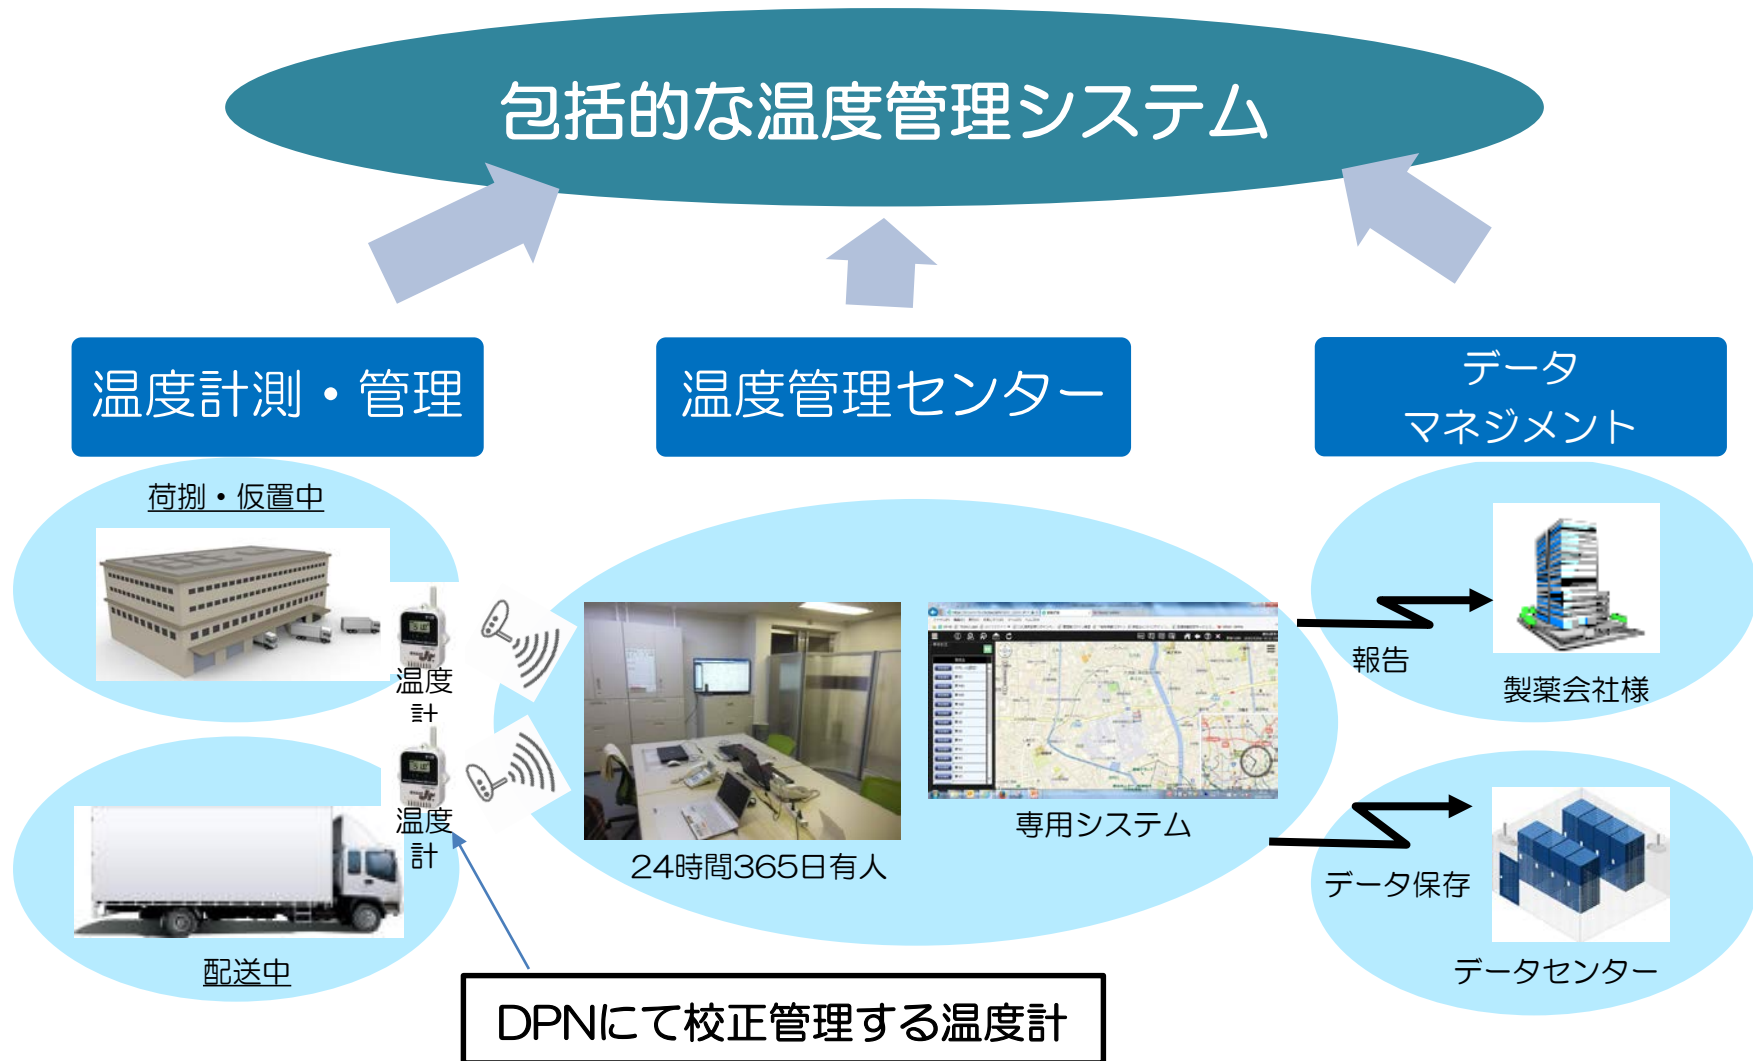 包括的な温度管理システム
温度計測・管理
温度管理センター
データ
マネジメント
荷捌・仮置中
温度
計
温度
計
配送中
24時間365日有人
専用システム
報告
製薬会社様
データ保存
データセンター
DPNにて校正管理する温度計